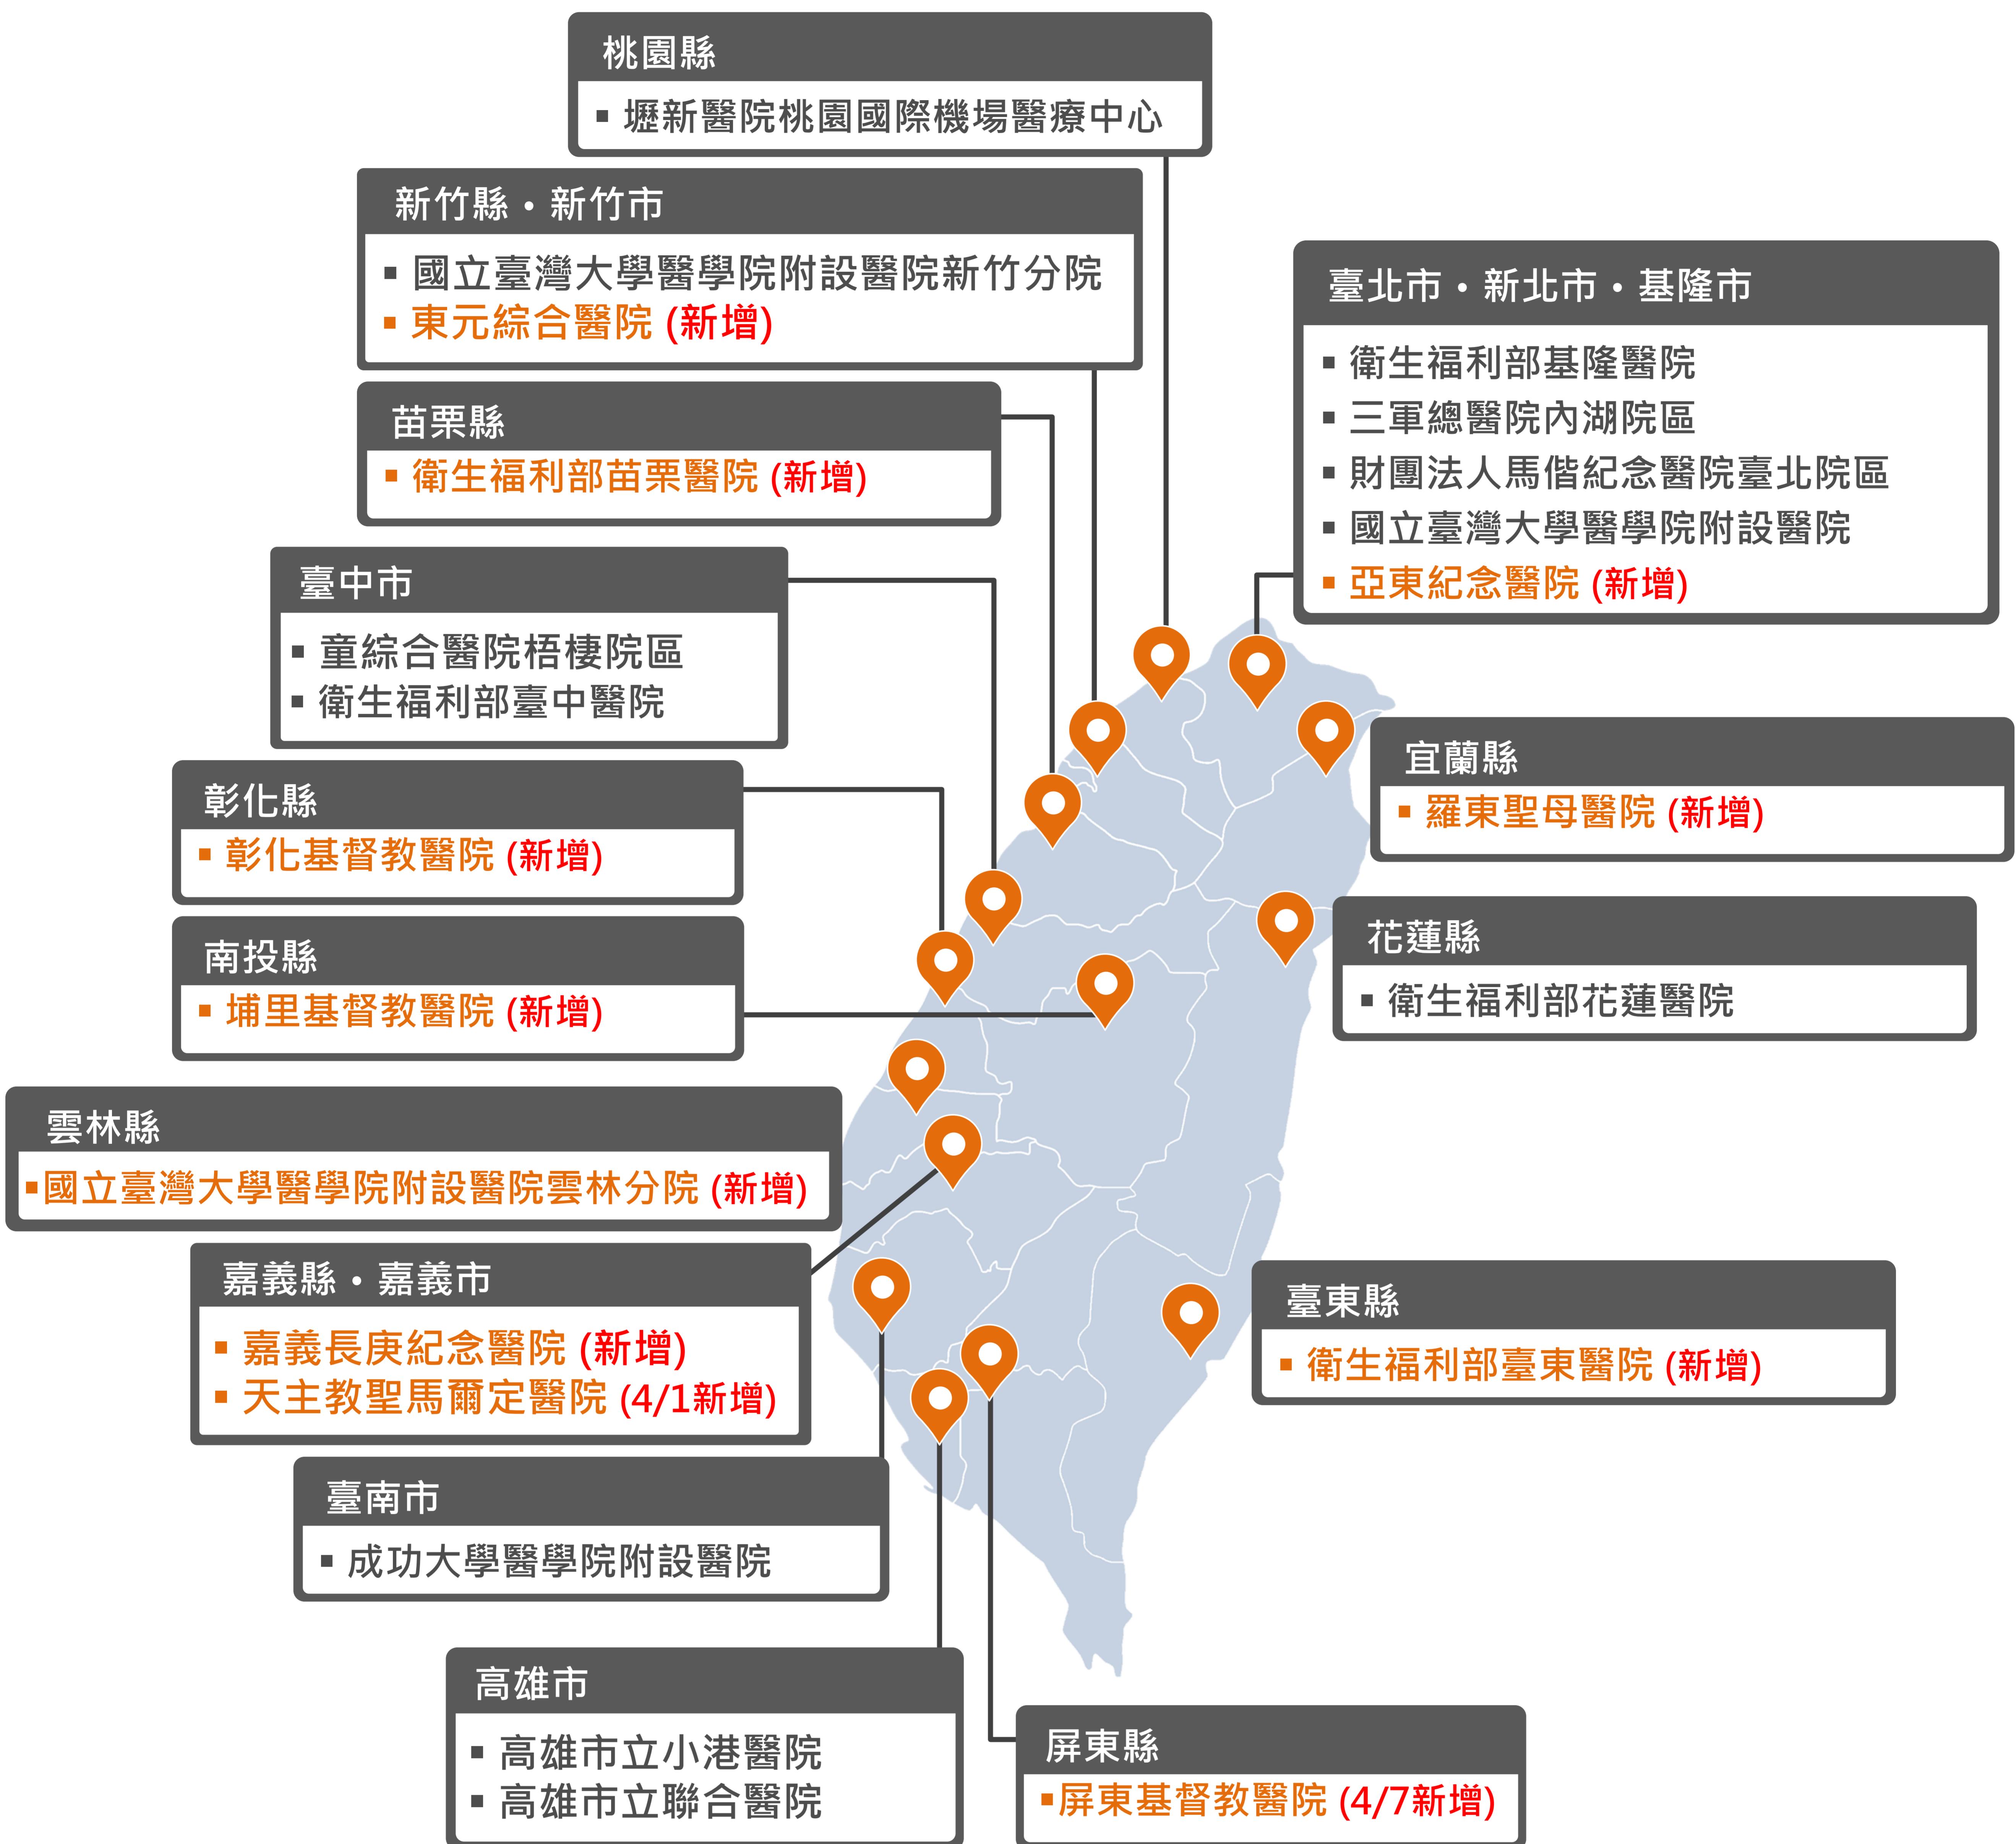 桃園縣
▪ 壢新醫院桃園國際機場醫療中心
新竹縣・新竹市
▪ 國立臺灣大學醫學院附設醫院新竹分院
▪ 東元綜合醫院 (新增)
苗栗縣
▪ 衛生福利部苗栗醫院 (新增)
臺中市
▪ 童綜合醫院梧棲院區
▪ 衛生福利部臺中醫院
彰化縣
▪ 彰化基督教醫院 (新增)
南投縣
▪ 埔里基督教醫院 (新增)
雲林縣
▪國立臺灣大學醫學院附設醫院雲林分院 (新增)
嘉義縣・嘉義市
▪ 嘉義長庚紀念醫院 (新增)
▪ 天主教聖馬爾定醫院 (4/1新增)
臺南市
▪ 成功大學醫學院附設醫院
高雄市
▪ 高雄市立小港醫院
▪ 高雄市立聯合醫院
屏東縣
▪屏東基督教醫院 (4/7新增)
臺北市・新北市・基隆市
▪ 衛生福利部基隆醫院
▪ 三軍總醫院內湖院區
▪ 財團法人馬偕紀念醫院臺北院區
▪ 國立臺灣大學醫學院附設醫院
▪ 亞東紀念醫院 (新增)
宜蘭縣
▪ 羅東聖母醫院 (新增)
花蓮縣
▪ 衛生福利部花蓮醫院
臺東縣
▪ 衛生福利部臺東醫院 (新增)